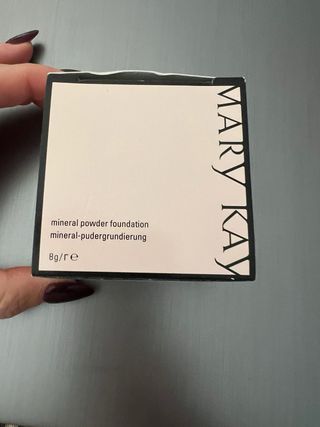 MARY KAY
mineral powder foundation
mineral-pudergrundierung
8g/г℮